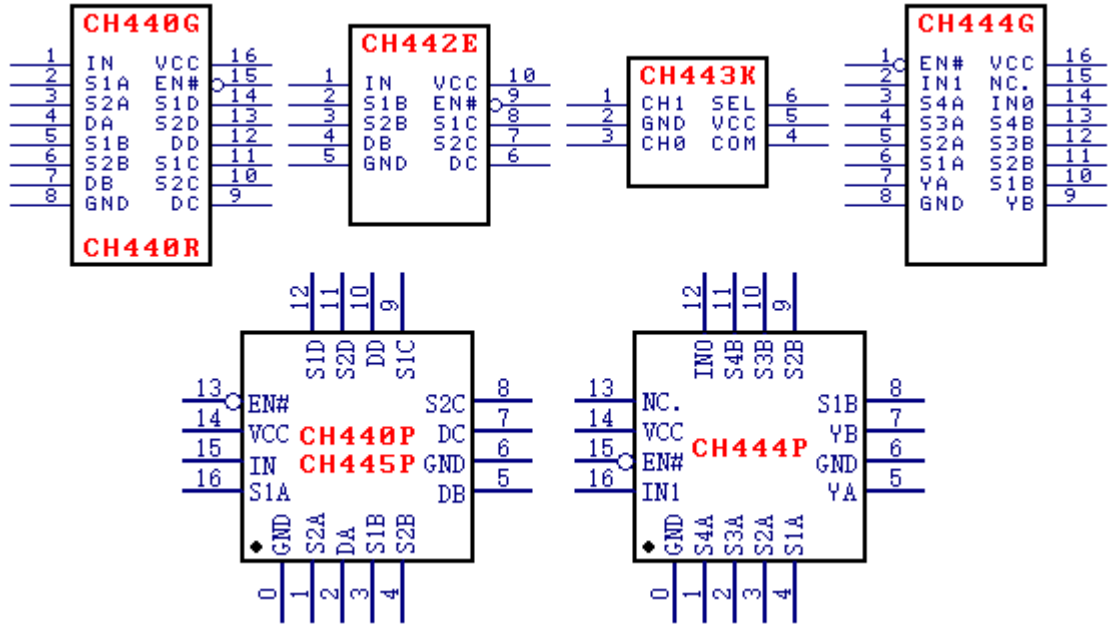 CH440G
1 IN VCC 16
2 S1A EN# 15
3 S2A S1D 14
4 DA S2D 13
5 S1B DD 12
6 S2B S1C 11
7 DB S2C 10
8 GND DC 9
CH440R
CH442E
1 IN VCC 10
2 S1B EN# 9
3 S2B S1C 8
4 DB S2C 7
5 GND DC 6
CH443K
1 CH1 SEL 6
2 GND VCC 5
3 CH0 COM 4
CH444G
1 EN# VCC 16
2 IN1 NC. 15
3 S4A IN0 14
4 S3A S4B 13
5 S2A S3B 12
6 S1A S2B 11
7 YA S1B 10
8 GND YB 9
12 11 10 9
S1D S2D DD S1C
13 EN# S2C 8
14 VCC CH440P DC 7
15 IN CH445P GND 6
16 S1A DB 5
GND S2A DA S1B S2B
0 1 2 3 4
12 11 10 9
IN0 S4B S3B S2B
13 NC. S1B 8
14 VCC YB 7
15 EN# CH444P GND 6
16 IN1 YA 5
GND S4A S3A S2A S1A
0 1 2 3 4